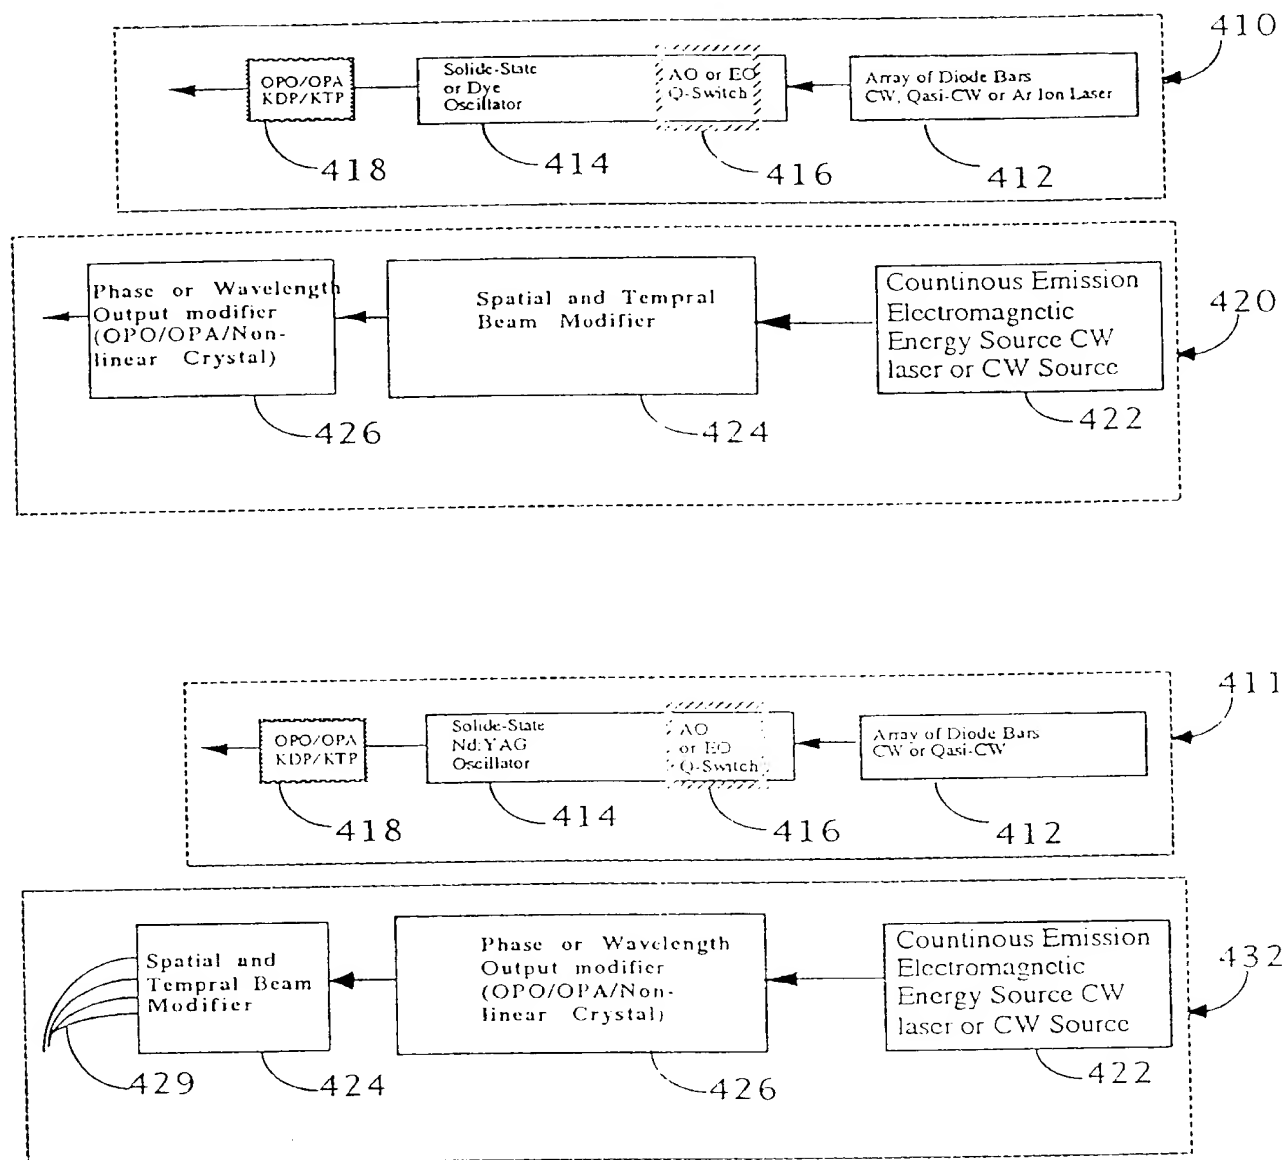 410
OPO/OPA
KDP/KTP
Solide-State
or Dye
Oscillator
AO or EO
Q-Switch
Array of Diode Bars
CW, Qasi-CW or Ar Ion Laser
418
414
416
412
420
Phase or Wavelength
Output modifier
(OPO/OPA/Non-
linear Crystal)
Spatial and Tempral
Beam Modifier
Countinous Emission
Electromagnetic
Energy Source CW
laser or CW Source
426
424
422
411
OPO/OPA
KDP/KTP
Solide-State
Nd:YAG
Oscillator
AO
or EO
Q-Switch
Array of Diode Bars
CW or Qasi-CW
418
414
416
412
432
Spatial and
Tempral Beam
Modifier
Phase or Wavelength
Output modifier
(OPO/OPA/Non-
linear Crystal)
Countinous Emission
Electromagnetic
Energy Source CW
laser or CW Source
429
424
426
422